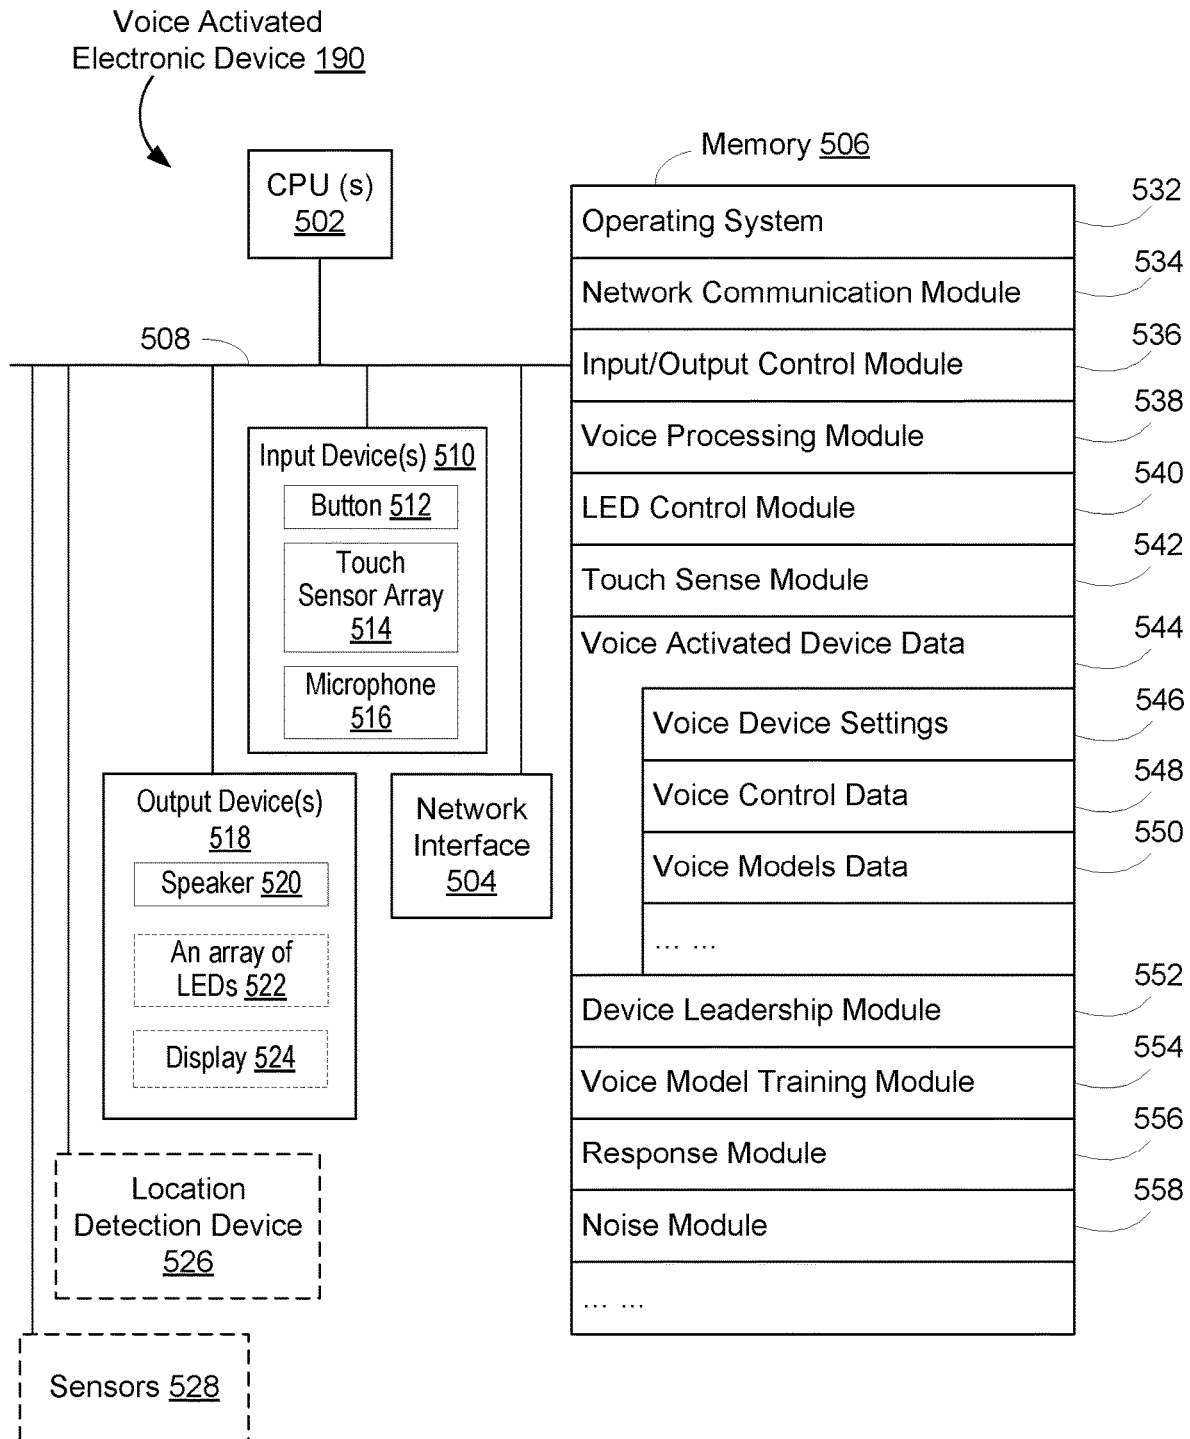 Voice Activated
Electronic Device 190
Memory 506
CPU (s)
502
508
Operating System
532
Network Communication Module
534
Input/Output Control Module
536
Voice Processing Module
538
LED Control Module
540
Touch Sense Module
542
Voice Activated Device Data
544
Voice Device Settings
546
Voice Control Data
548
Voice Models Data
550
... ...
Device Leadership Module
552
Voice Model Training Module
554
Response Module
556
Noise Module
558
... ...
Input Device(s) 510
Button 512
Touch
Sensor Array
514
Microphone
516
Output Device(s)
518
Speaker 520
An array of
LEDs 522
Display 524
Network
Interface
504
Location
Detection Device
526
Sensors 528